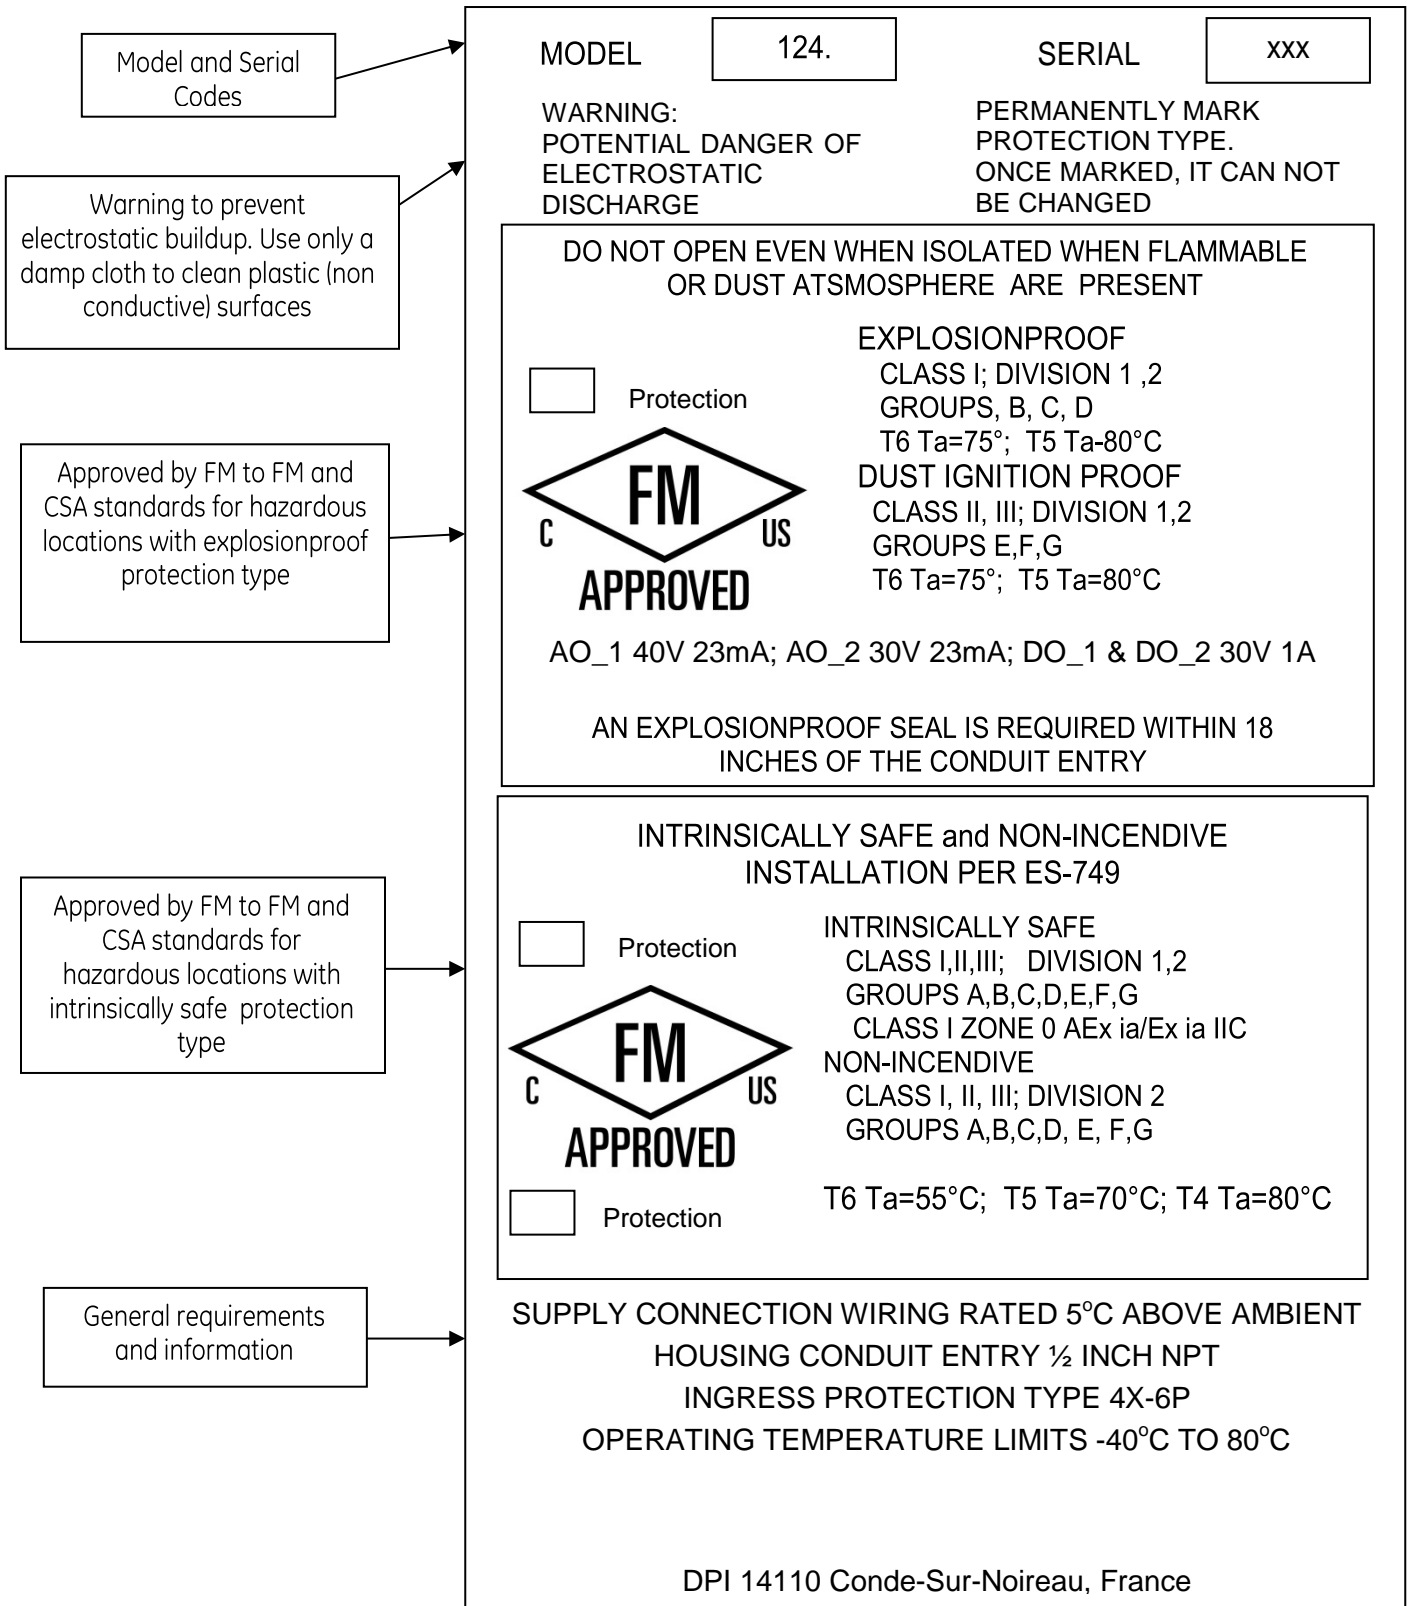 Model and Serial
Codes
Warning to prevent
electrostatic buildup. Use only a
damp cloth to clean plastic (non
conductive) surfaces
Approved by FM to FM and
CSA standards for hazardous
locations with explosionproof
protection type
Approved by FM to FM and
CSA standards for
hazardous locations with
intrinsically safe protection
type
General requirements
and information
MODEL 124. SERIAL xxx
WARNING:
POTENTIAL DANGER OF
ELECTROSTATIC
DISCHARGE
PERMANENTLY MARK
PROTECTION TYPE.
ONCE MARKED, IT CAN NOT
BE CHANGED
DO NOT OPEN EVEN WHEN ISOLATED WHEN FLAMMABLE
OR DUST ATSMOSPHERE ARE PRESENT
Protection
FM
C US
APPROVED
EXPLOSIONPROOF
CLASS I; DIVISION 1 ,2
GROUPS, B, C, D
T6 Ta=75°; T5 Ta-80°C
DUST IGNITION PROOF
CLASS II, III; DIVISION 1,2
GROUPS E,F,G
T6 Ta=75°; T5 Ta=80°C
AO_1 40V 23mA; AO_2 30V 23mA; DO_1 & DO_2 30V 1A
AN EXPLOSIONPROOF SEAL IS REQUIRED WITHIN 18
INCHES OF THE CONDUIT ENTRY
INTRINSICALLY SAFE and NON-INCENDIVE
INSTALLATION PER ES-749
Protection
FM
C US
APPROVED
Protection
INTRINSICALLY SAFE
CLASS I,II,III; DIVISION 1,2
GROUPS A,B,C,D,E,F,G
CLASS I ZONE 0 AEx ia/Ex ia IIC
NON-INCENDIVE
CLASS I, II, III; DIVISION 2
GROUPS A,B,C,D, E, F,G
T6 Ta=55°C; T5 Ta=70°C; T4 Ta=80°C
SUPPLY CONNECTION WIRING RATED 5°C ABOVE AMBIENT
HOUSING CONDUIT ENTRY ½ INCH NPT
INGRESS PROTECTION TYPE 4X-6P
OPERATING TEMPERATURE LIMITS -40°C TO 80°C
DPI 14110 Conde-Sur-Noireau, France